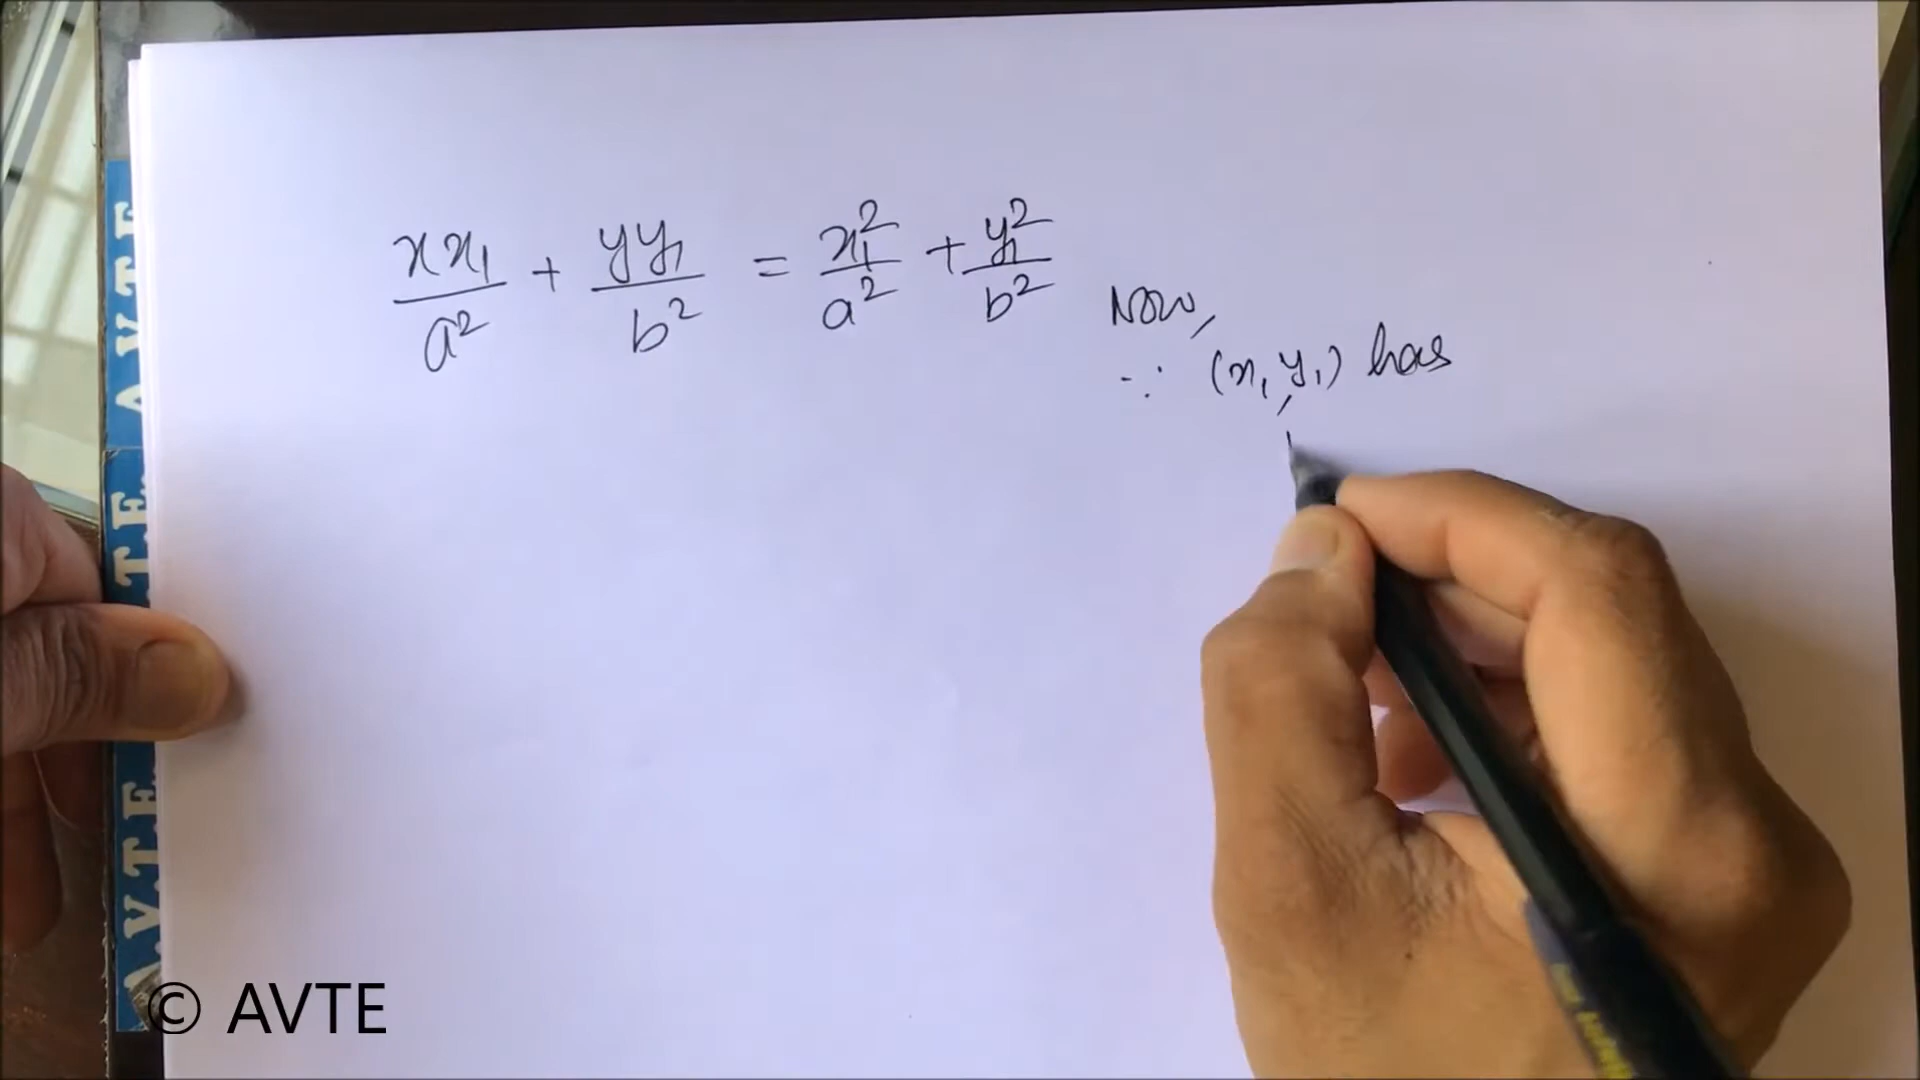 xx₁/a² + yy₁/b² = x₁²/a² + y₁²/b²
Now,
∵ (x₁, y₁) has
A.V.T.E
A.V.T.E
A.V.T.E
© AVTE